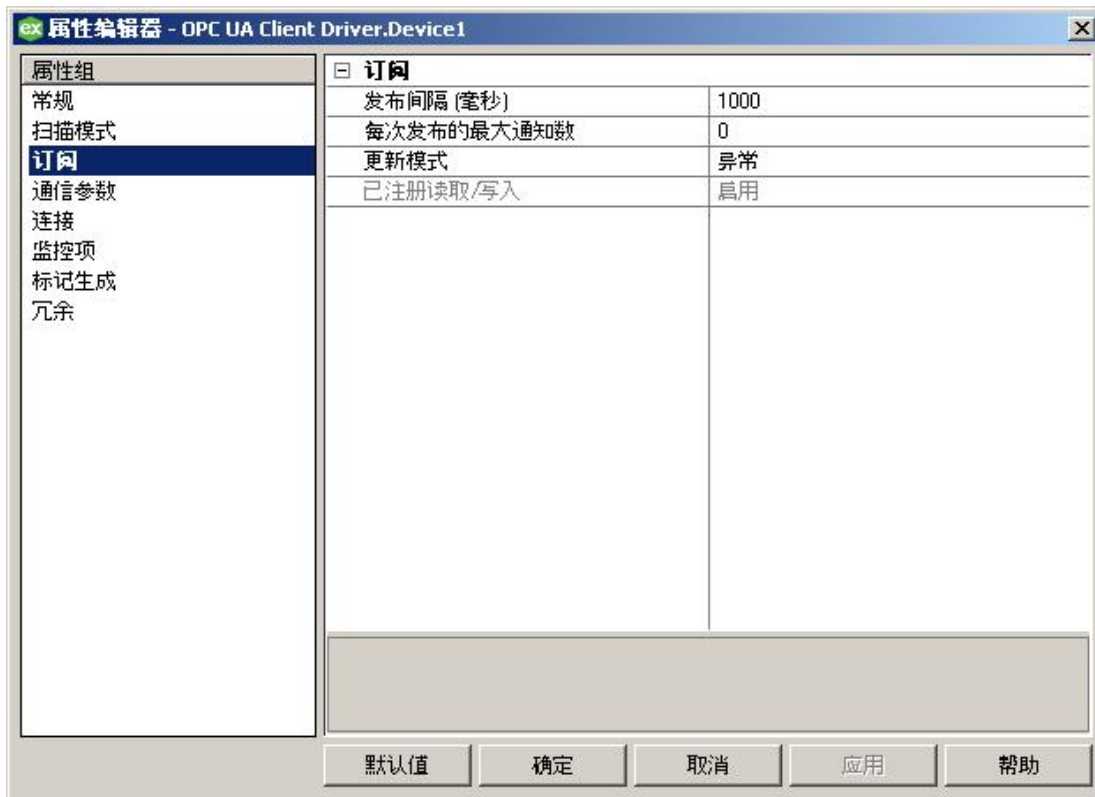 ex 属性编辑器 - OPC UA Client Driver.Device1
属性组
常规
扫描模式
订阅
通信参数
连接
监控项
标记生成
冗余
订阅
发布间隔 (毫秒) 1000
每次发布的最大通知数 0
更新模式 异常
已注册读取/写入 启用
默认值 确定 取消 应用 帮助